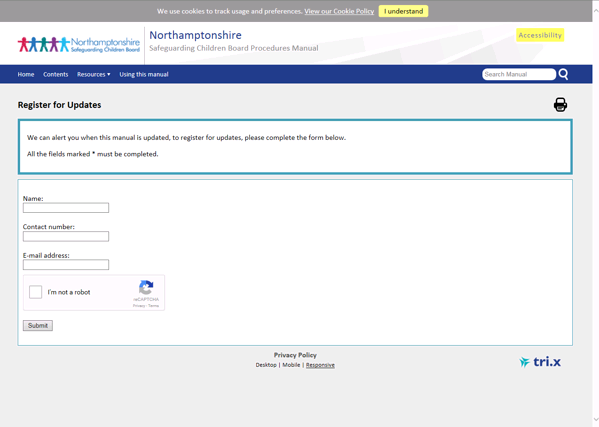 We use cookies to track usage and preferences. View our Cookie Policy I understand
Northamptonshire
Safeguarding Children Board
Northamptonshire
Safeguarding Children Board Procedures Manual
Accessibility
Home Contents Resources ▾ Using this manual Search Manual
Register for Updates
We can alert you when this manual is updated, to register for updates, please complete the form below.
All the fields marked * must be completed.
Name:
Contact number:
E-mail address:
I'm not a robot
reCAPTCHA
Privacy - Terms
Submit
Privacy Policy
Desktop | Mobile | Responsive
tri.x